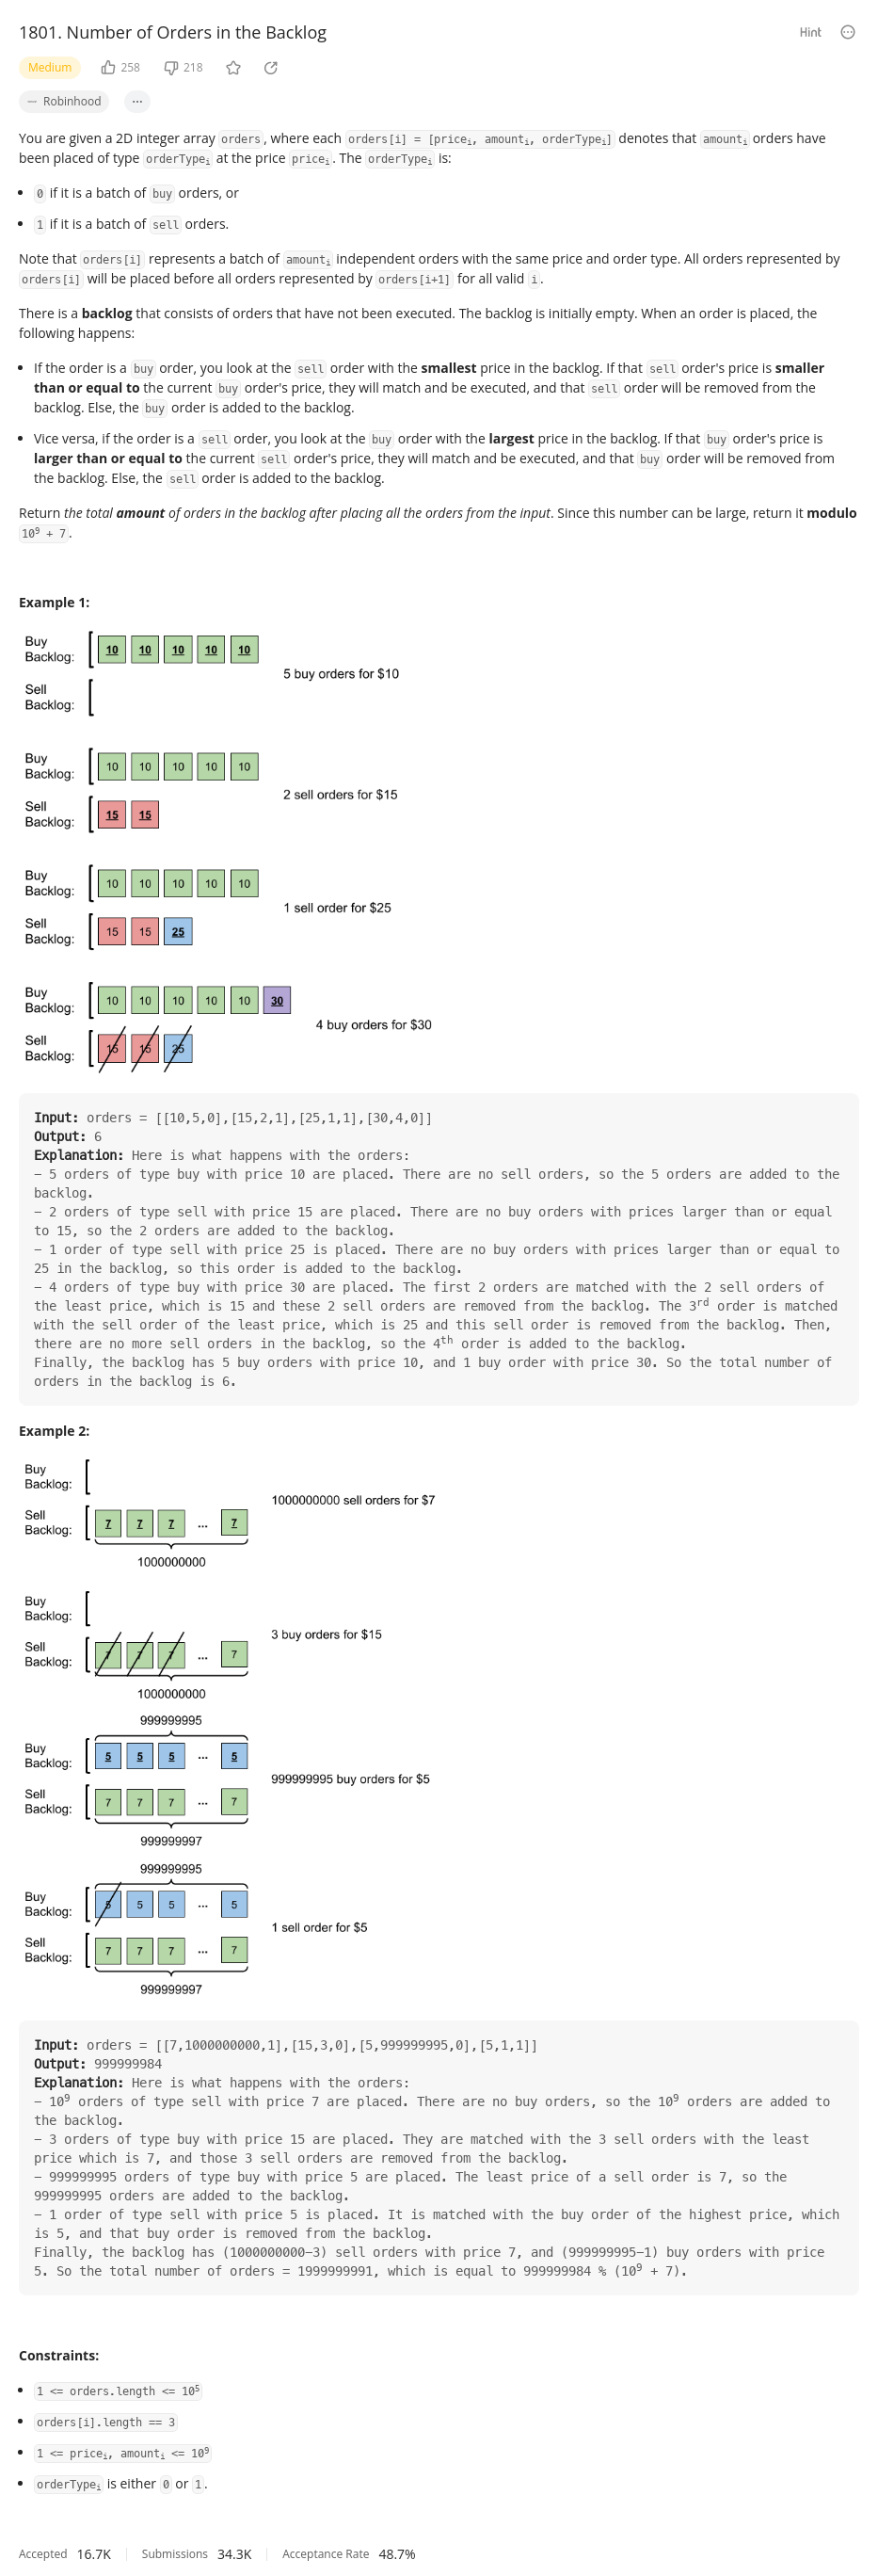 1801. Number of Orders in the Backlog
Hint
Medium 258 218
Robinhood ...
You are given a 2D integer array orders, where each orders[i] = [priceᵢ, amountᵢ, orderTypeᵢ] denotes that amountᵢ orders have
been placed of type orderTypeᵢ at the price priceᵢ. The orderTypeᵢ is:
• 0 if it is a batch of buy orders, or
• 1 if it is a batch of sell orders.
Note that orders[i] represents a batch of amountᵢ independent orders with the same price and order type. All orders represented by
orders[i] will be placed before all orders represented by orders[i+1] for all valid i.
There is a backlog that consists of orders that have not been executed. The backlog is initially empty. When an order is placed, the
following happens:
• If the order is a buy order, you look at the sell order with the smallest price in the backlog. If that sell order's price is smaller
than or equal to the current buy order's price, they will match and be executed, and that sell order will be removed from the
backlog. Else, the buy order is added to the backlog.
• Vice versa, if the order is a sell order, you look at the buy order with the largest price in the backlog. If that buy order's price is
larger than or equal to the current sell order's price, they will match and be executed, and that buy order will be removed from
the backlog. Else, the sell order is added to the backlog.
Return the total amount of orders in the backlog after placing all the orders from the input. Since this number can be large, return it modulo
10⁹ + 7.
Example 1:
Buy
Backlog: 10 10 10 10 10
5 buy orders for $10
Sell
Backlog:
Buy
Backlog: 10 10 10 10 10
2 sell orders for $15
Sell
Backlog: 15 15
Buy
Backlog: 10 10 10 10 10
1 sell order for $25
Sell
Backlog: 15 15 25
Buy
Backlog: 10 10 10 10 10 30
4 buy orders for $30
Sell
Backlog: 15 15 25
Input: orders = [[10,5,0],[15,2,1],[25,1,1],[30,4,0]]
Output: 6
Explanation: Here is what happens with the orders:
- 5 orders of type buy with price 10 are placed. There are no sell orders, so the 5 orders are added to the
backlog.
- 2 orders of type sell with price 15 are placed. There are no buy orders with prices larger than or equal
to 15, so the 2 orders are added to the backlog.
- 1 order of type sell with price 25 is placed. There are no buy orders with prices larger than or equal to
25 in the backlog, so this order is added to the backlog.
- 4 orders of type buy with price 30 are placed. The first 2 orders are matched with the 2 sell orders of
the least price, which is 15 and these 2 sell orders are removed from the backlog. The 3ʳᵈ order is matched
with the sell order of the least price, which is 25 and this sell order is removed from the backlog. Then,
there are no more sell orders in the backlog, so the 4ᵗʰ order is added to the backlog.
Finally, the backlog has 5 buy orders with price 10, and 1 buy order with price 30. So the total number of
orders in the backlog is 6.
Example 2:
Buy
Backlog:
1000000000 sell orders for $7
Sell
Backlog: 7 7 7 ... 7
1000000000
Buy
Backlog:
3 buy orders for $15
Sell
Backlog: 7 7 7 ... 7
1000000000
999999995
Buy
Backlog: 5 5 5 ... 5
999999995 buy orders for $5
Sell
Backlog: 7 7 7 ... 7
999999997
999999995
Buy
Backlog: 5 5 5 ... 5
1 sell order for $5
Sell
Backlog: 7 7 7 ... 7
999999997
Input: orders = [[7,1000000000,1],[15,3,0],[5,999999995,0],[5,1,1]]
Output: 999999984
Explanation: Here is what happens with the orders:
- 10⁹ orders of type sell with price 7 are placed. There are no buy orders, so the 10⁹ orders are added to
the backlog.
- 3 orders of type buy with price 15 are placed. They are matched with the 3 sell orders with the least
price which is 7, and those 3 sell orders are removed from the backlog.
- 999999995 orders of type buy with price 5 are placed. The least price of a sell order is 7, so the
999999995 orders are added to the backlog.
- 1 order of type sell with price 5 is placed. It is matched with the buy order of the highest price, which
is 5, and that buy order is removed from the backlog.
Finally, the backlog has (1000000000-3) sell orders with price 7, and (999999995-1) buy orders with price
5. So the total number of orders = 1999999991, which is equal to 999999984 % (10⁹ + 7).
Constraints:
• 1 <= orders.length <= 10⁵
• orders[i].length == 3
• 1 <= priceᵢ, amountᵢ <= 10⁹
• orderTypeᵢ is either 0 or 1.
Accepted 16.7K Submissions 34.3K Acceptance Rate 48.7%